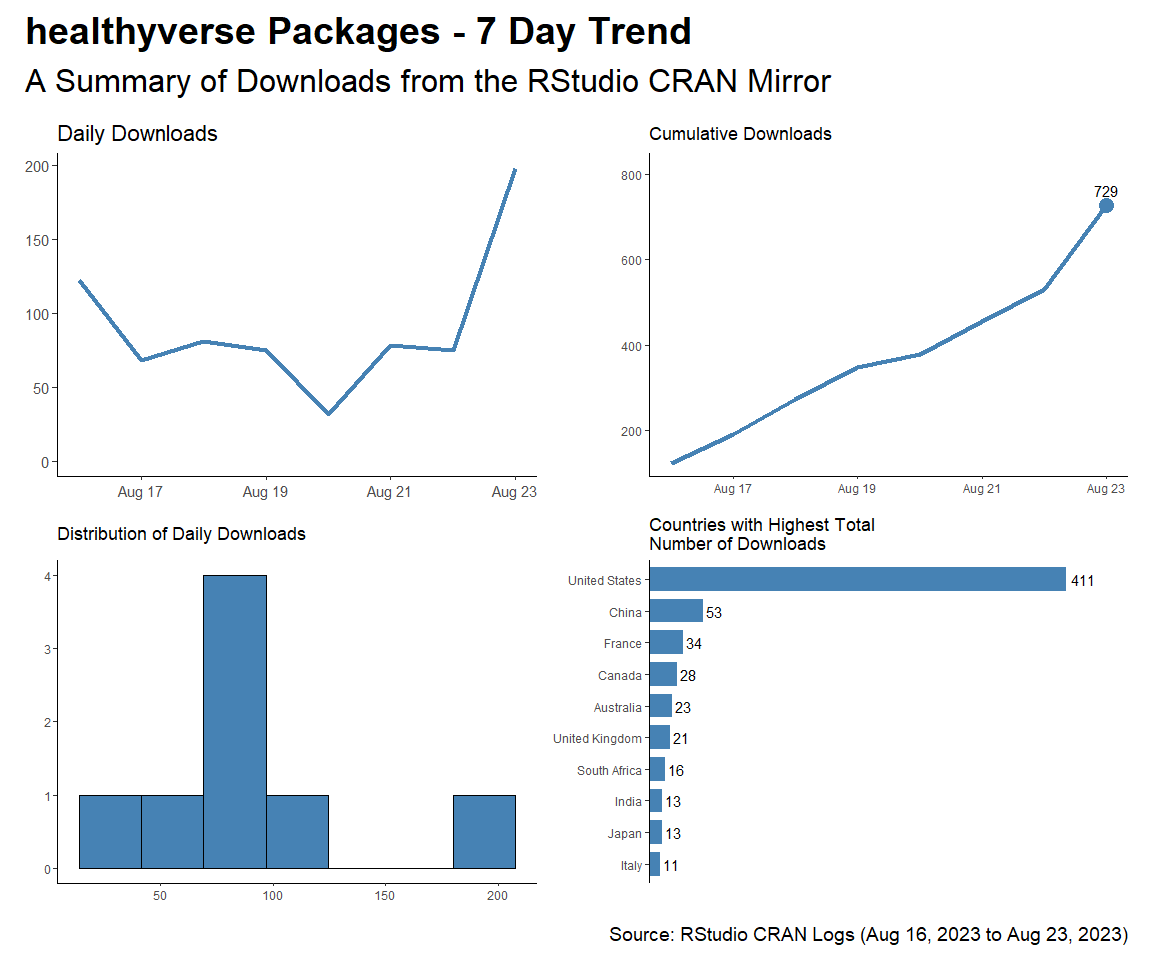 healthyverse Packages - 7 Day Trend
A Summary of Downloads from the RStudio CRAN Mirror
Daily Downloads
200
150
100
50
0
Aug 17 Aug 19 Aug 21 Aug 23
Cumulative Downloads
800
600
400
200
729
Aug 17 Aug 19 Aug 21 Aug 23
Distribution of Daily Downloads
4
3
2
1
0
50 100 150 200
Countries with Highest Total
Number of Downloads
United States 411
China 53
France 34
Canada 28
Australia 23
United Kingdom 21
South Africa 16
India 13
Japan 13
Italy 11
Source: RStudio CRAN Logs (Aug 16, 2023 to Aug 23, 2023)